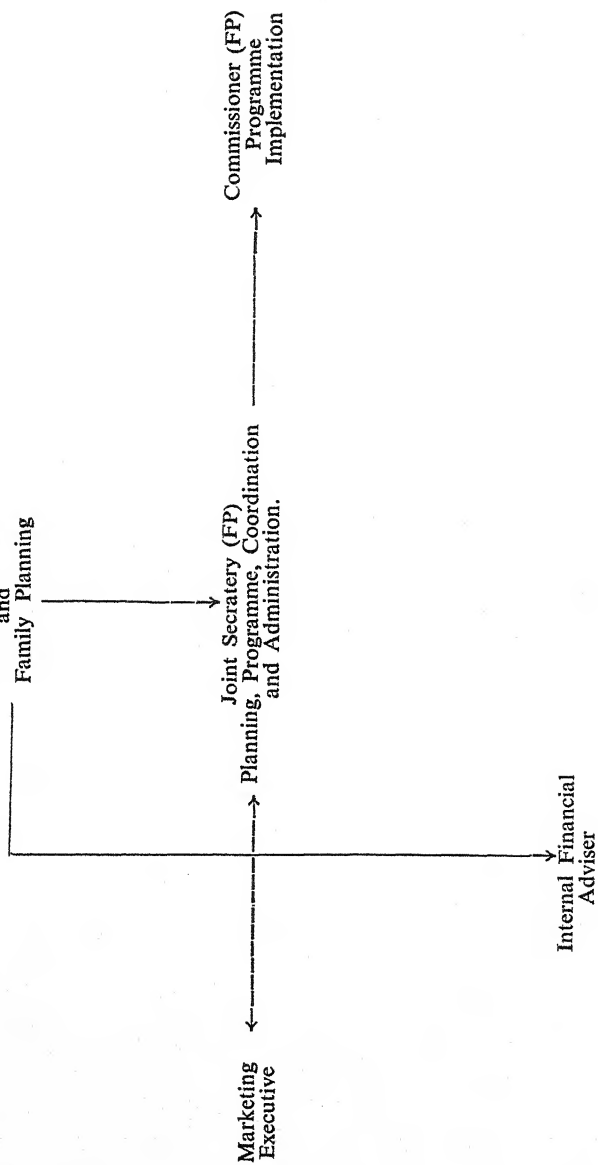 and
Family Planning
Joint Secratery (FP)
Planning, Programme, Coordination
and Administration.
Commissioner (FP)
Programme
Implementation
Marketing
Executive
Internal Financial
Adviser